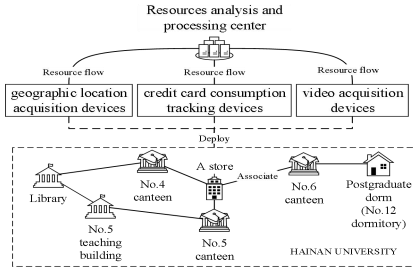 Resources analysis and
processing center
Resource flow
Resource flow
Resource flow
geographic location
acquisition devices
credit card consumption
tracking devices
video acquisition
devices
Deploy
Library
No.4
canteen
A store
Associate
No.6
canteen
Postgraduate
dorm
(No.12
dormitory)
No.5
teaching
building
No.5
canteen
HAINAN UNIVERSITY